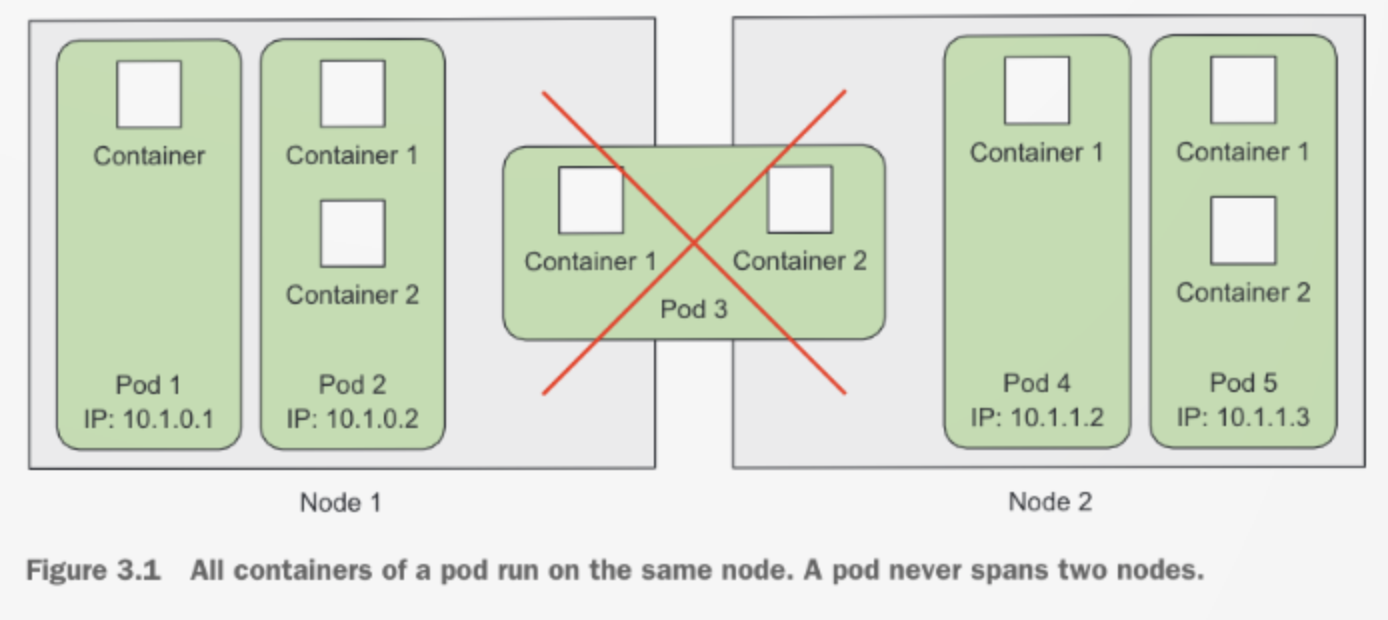 Container
Pod 1
IP: 10.1.0.1
Container 1
Container 2
Pod 2
IP: 10.1.0.2
Container 1
Container 2
Pod 3
Container 1
Pod 4
IP: 10.1.1.2
Container 1
Container 2
Pod 5
IP: 10.1.1.3
Node 1
Node 2
Figure 3.1 All containers of a pod run on the same node. A pod never spans two nodes.